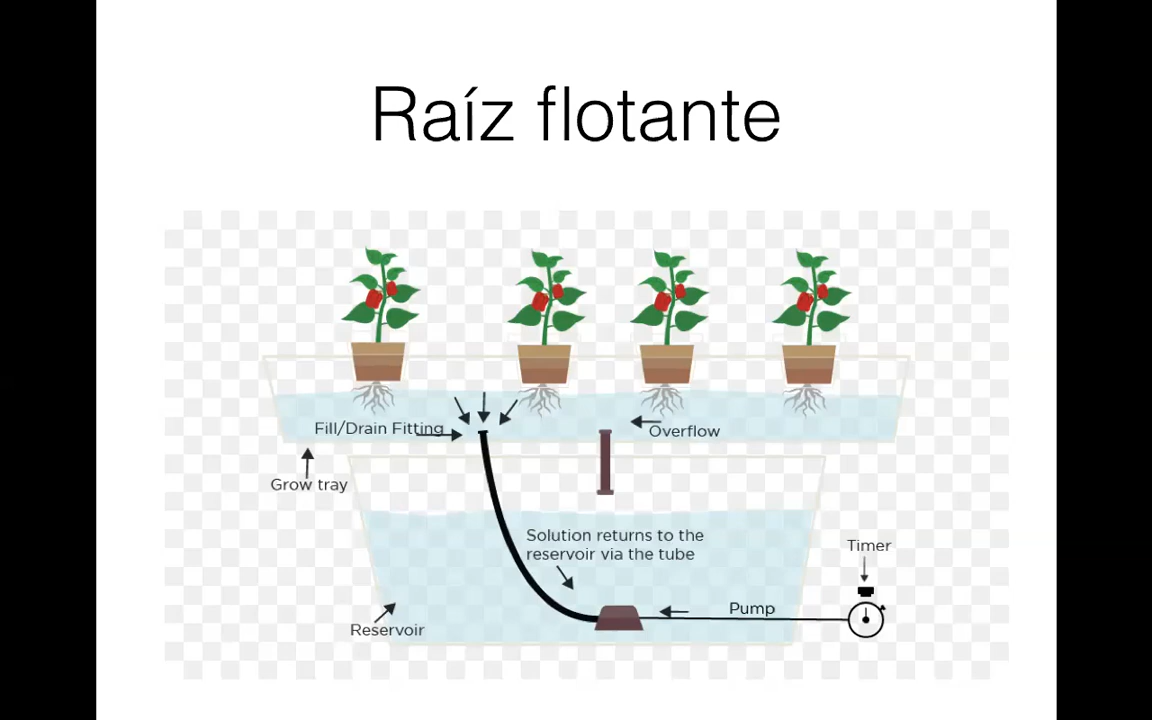 Raíz flotante
Fill/Drain Fitting
Overflow
Grow tray
Solution returns to the
reservoir via the tube
Timer
Pump
Reservoir